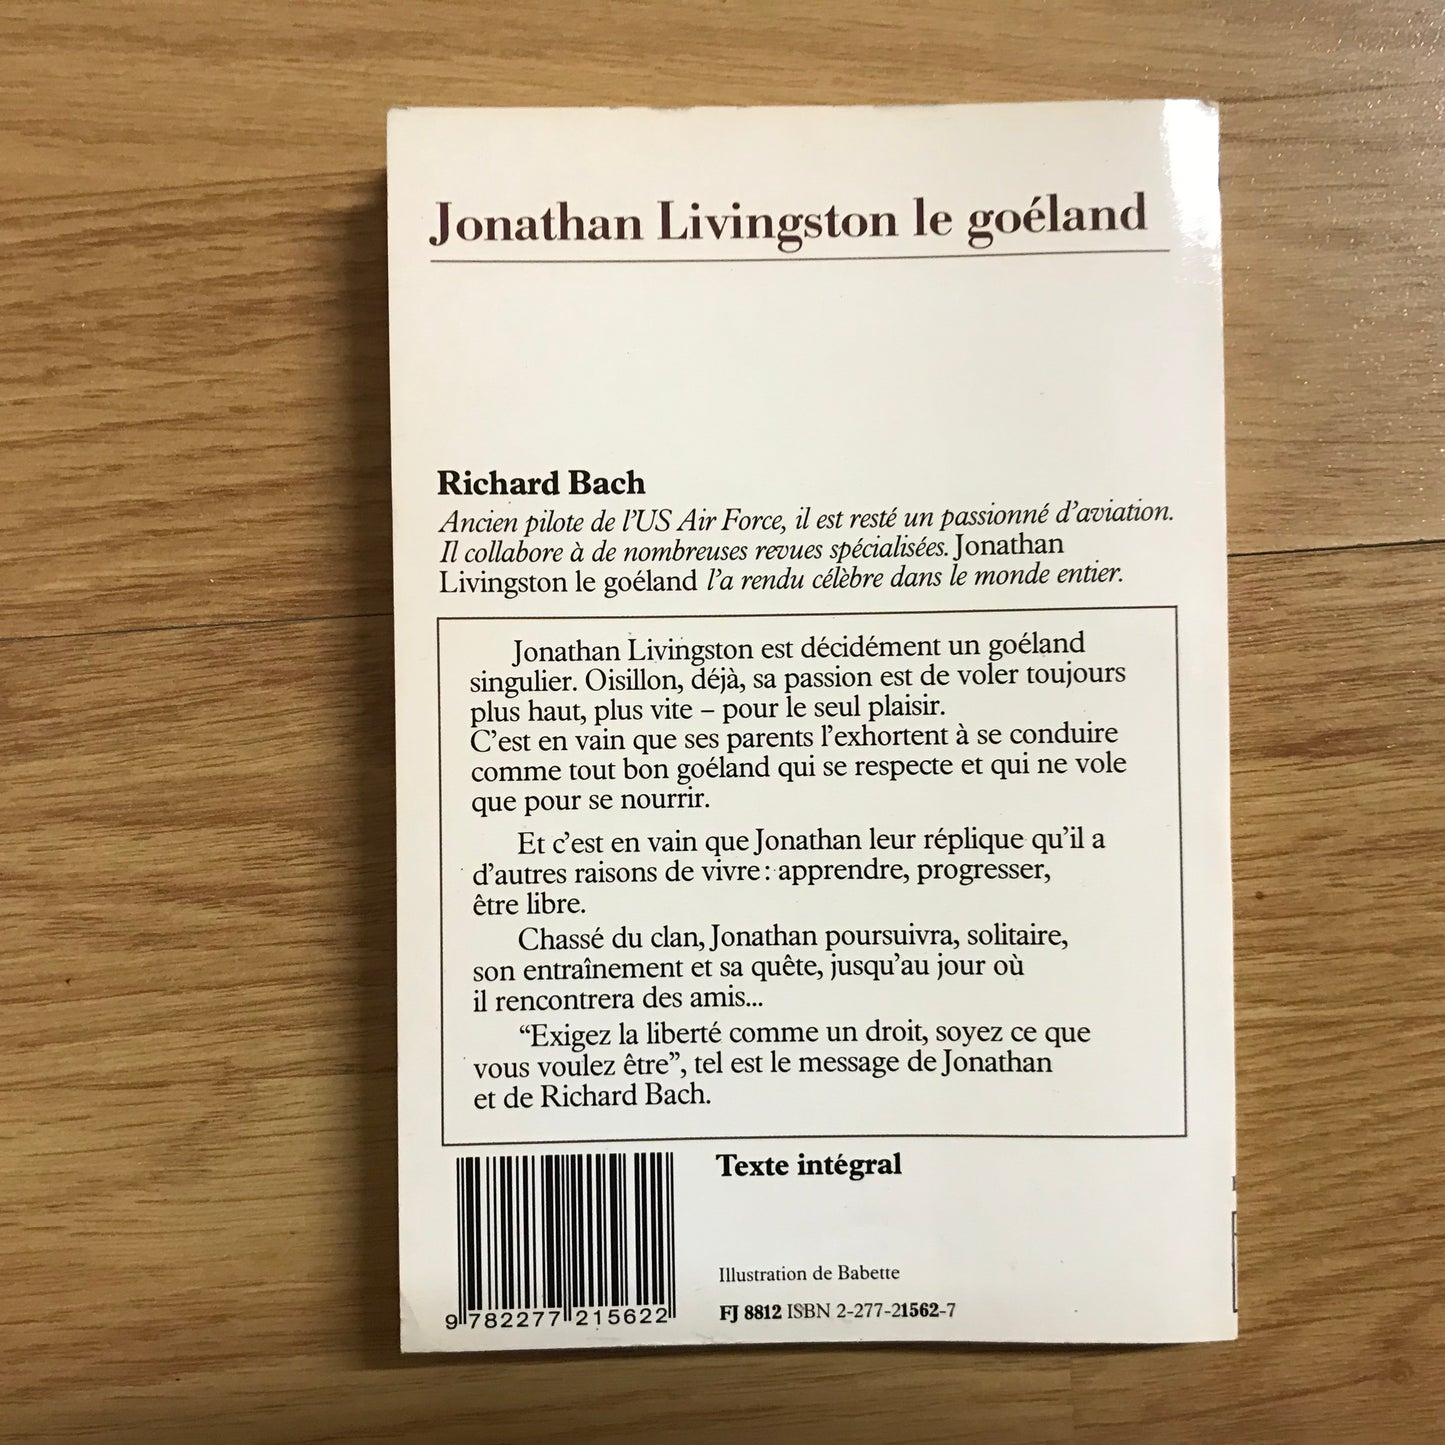 Jonathan Livingston le goéland
Richard Bach
Ancien pilote de l'US Air Force, il est resté un passionné d'aviation.
Il collabore à de nombreuses revues spécialisées. Jonathan
Livingston le goéland l'a rendu célèbre dans le monde entier.
Jonathan Livingston est décidément un goéland
singulier. Oisillon, déjà, sa passion est de voler toujours
plus haut, plus vite – pour le seul plaisir.
C'est en vain que ses parents l'exhortent à se conduire
comme tout bon goéland qui se respecte et qui ne vole
que pour se nourrir.
Et c'est en vain que Jonathan leur réplique qu'il a
d'autres raisons de vivre : apprendre, progresser,
être libre.
Chassé du clan, Jonathan poursuivra, solitaire,
son entraînement et sa quête, jusqu'au jour où
il rencontrera des amis...
“Exigez la liberté comme un droit, soyez ce que
vous voulez être”, tel est le message de Jonathan
et de Richard Bach.
Texte intégral
Illustration de Babette
FJ 8812 ISBN 2-277-21562-7
9 782277 215622